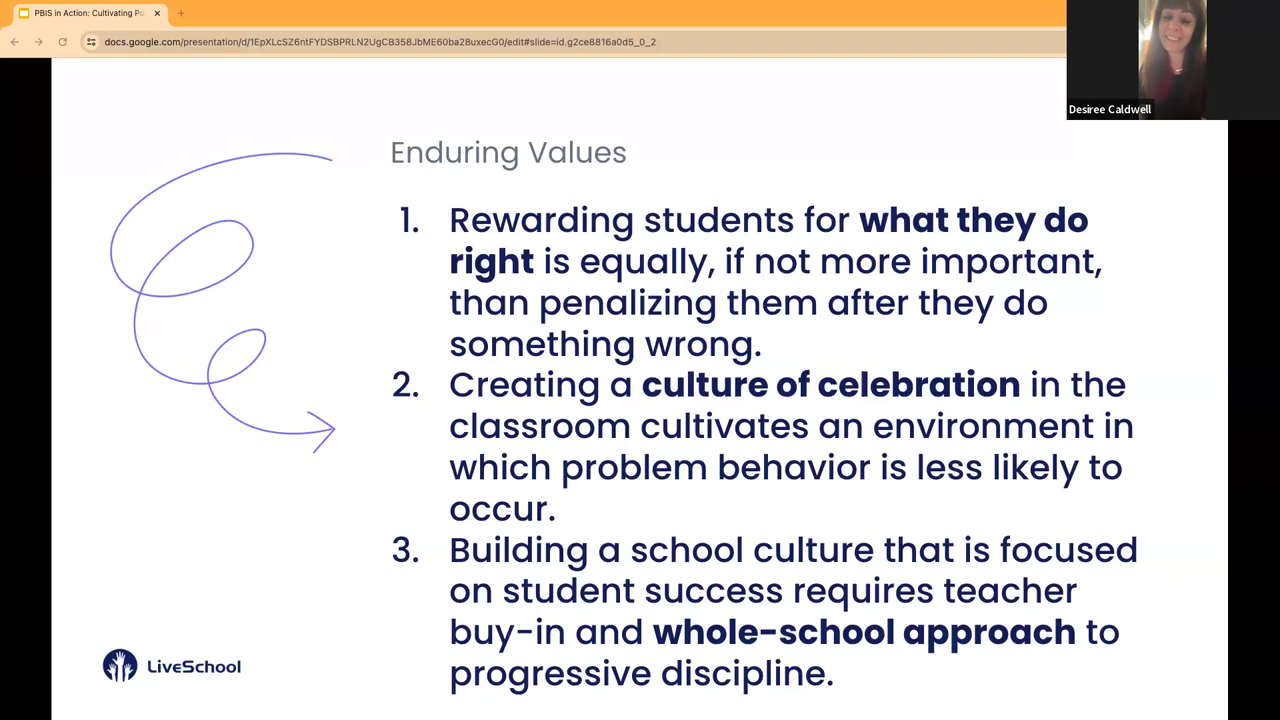 PBIS in Action: Cultivating Po
docs.google.com/presentation/d/1EpXLcSZ6ntFYDSBPRLN2UgCB358JbME60ba28uxecG0/edit#slide=id.g2ce8816a0d5_0_2
Desiree Caldwell
Enduring Values
1. Rewarding students for what they do
right is equally, if not more important,
than penalizing them after they do
something wrong.
2. Creating a culture of celebration in the
classroom cultivates an environment in
which problem behavior is less likely to
occur.
3. Building a school culture that is focused
on student success requires teacher
buy-in and whole-school approach to
progressive discipline.
LiveSchool